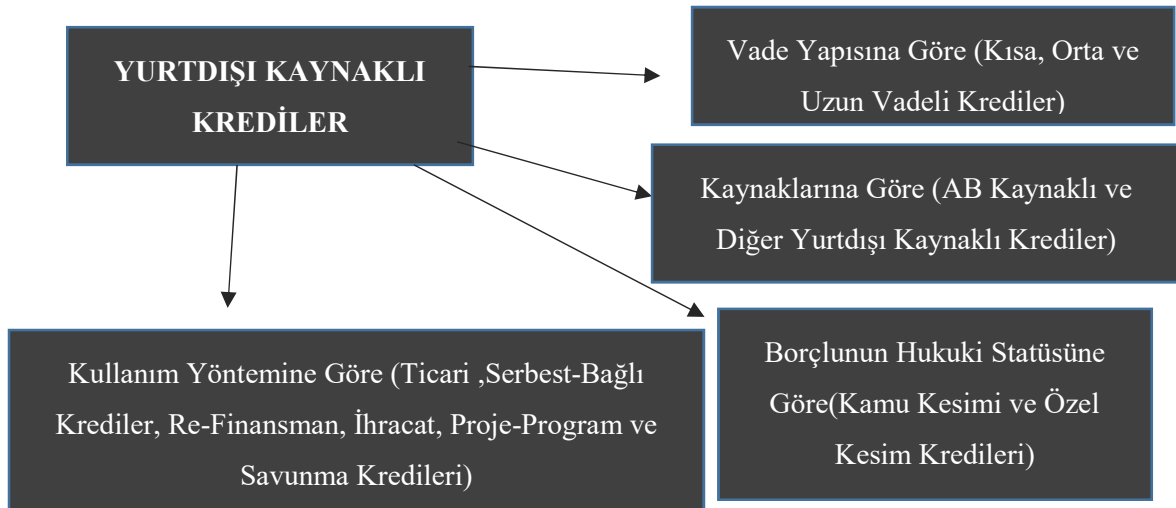 YURTDIŞI KAYNAKLI
KREDİLER
Vade Yapısına Göre (Kısa, Orta ve
Uzun Vadeli Krediler)
Kaynaklarına Göre (AB Kaynaklı ve
Diğer Yurtdışı Kaynaklı Krediler)
Kullanım Yöntemine Göre (Ticari ,Serbest-Bağlı
Krediler, Re-Finansman, İhracat, Proje-Program ve
Savunma Kredileri)
Borçlunun Hukuki Statüsüne
Göre(Kamu Kesimi ve Özel
Kesim Kredileri)